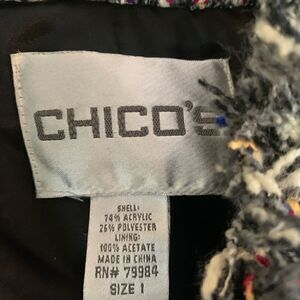 CHICO'S
SHELL:
74% ACRYLIC
26% POLYESTER
LINING:
100% ACETATE
MADE IN CHINA
RN# 79984
SIZE 1